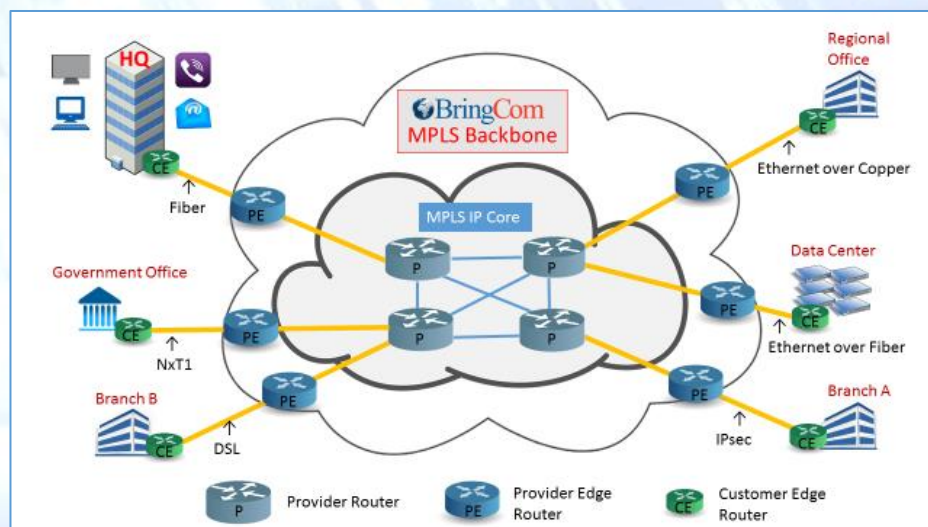 HQ
CE
Fiber
PE
BringCom
MPLS Backbone
Regional
Office
CE
Ethernet over Copper
PE
MPLS IP Core
P
P
P
P
Government Office
CE
NxT1
PE
Data Center
PE
CE
Ethernet over Fiber
Branch B
CE
DSL
PE
PE
IPsec
Branch A
CE
P
Provider Router
PE
Provider Edge
Router
CE
Customer Edge
Router